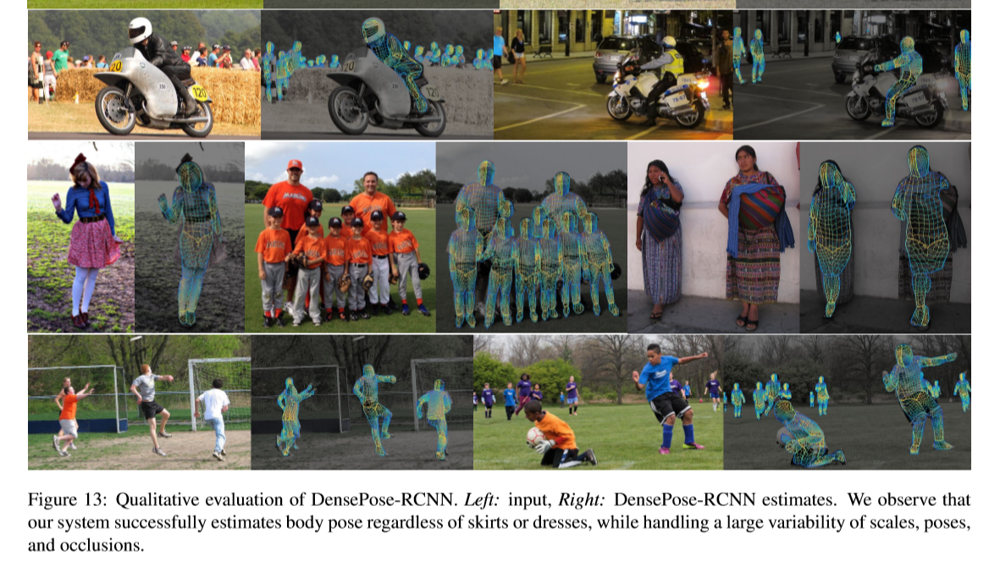 20
120
20
120
MARLINS
Figure 13: Qualitative evaluation of DensePose-RCNN. Left: input, Right: DensePose-RCNN estimates. We observe that
our system successfully estimates body pose regardless of skirts or dresses, while handling a large variability of scales, poses,
and occlusions.